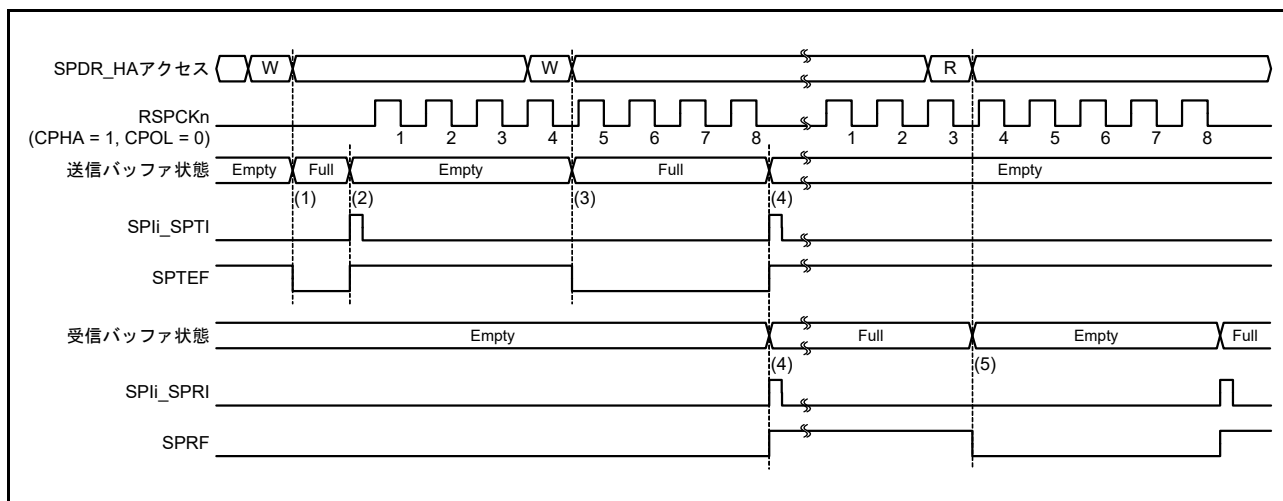 SPDR_HAアクセス W W R
RSPCKn
(CPHA = 1, CPOL = 0)
1 2 3 4 5 6 7 8 1 2 3 4 5 6 7 8
送信バッファ状態 Empty Full Empty Full Empty
(1) (2) (3) (4)
SPIi_SPTI
SPTEF
受信バッファ状態 Empty Full Empty Full
(4) (5)
SPIi_SPRI
SPRF